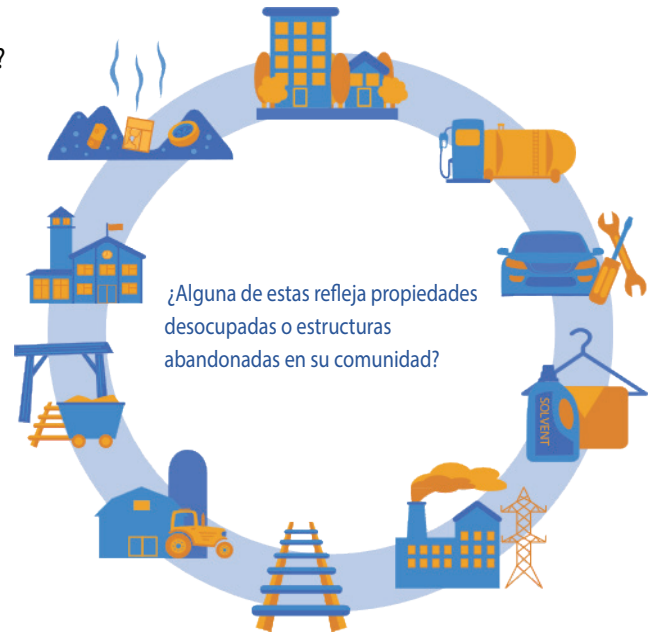 ?
¿Alguna de estas refleja propiedades
desocupadas o estructuras
abandonadas en su comunidad?
SOLVENT